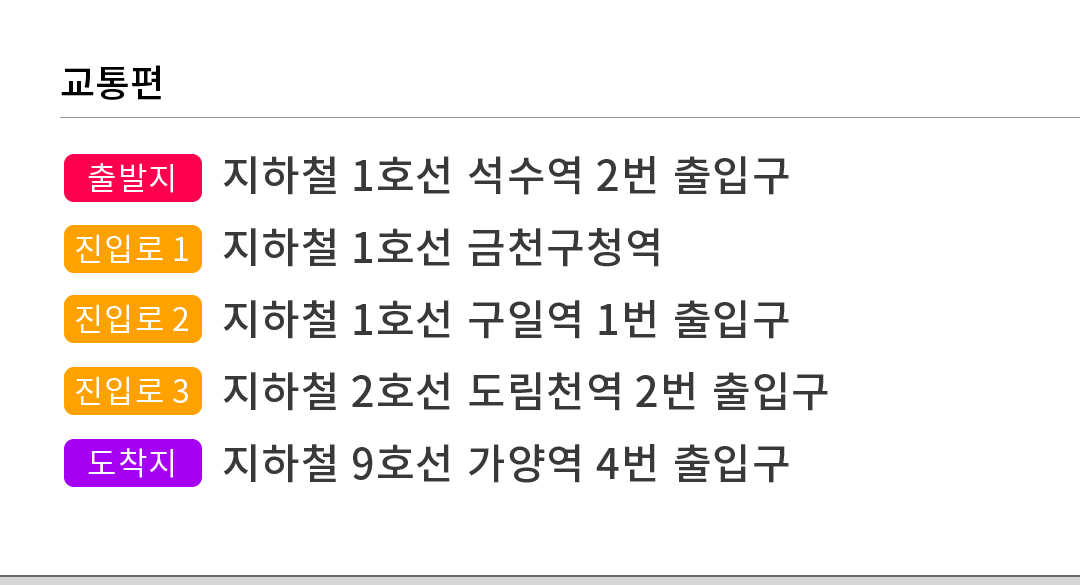 교통편
출발지 지하철 1호선 석수역 2번 출입구
진입로 1 지하철 1호선 금천구청역
진입로 2 지하철 1호선 구일역 1번 출입구
진입로 3 지하철 2호선 도림천역 2번 출입구
도착지 지하철 9호선 가양역 4번 출입구